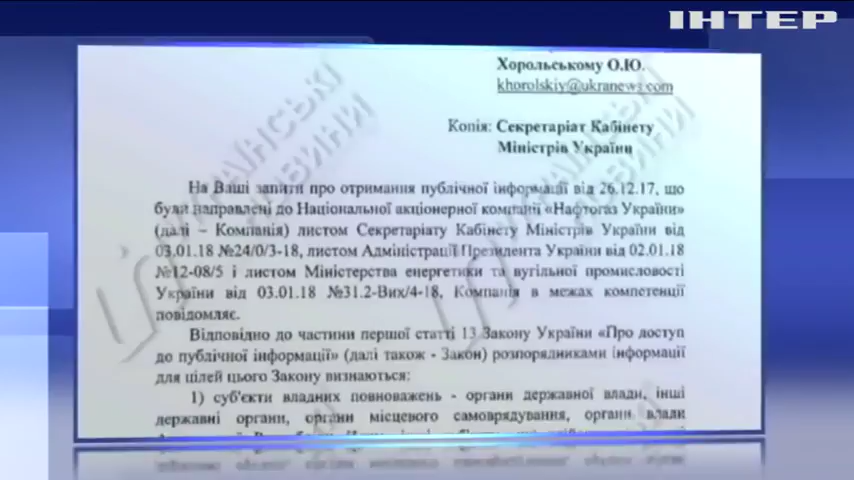 ІНТЕР
Хорольському О.Ю.
khorolskiy@ukranews.com
Копія: Секретаріат Кабінету
Міністрів України
На Ваші запити про отримання публічної інформації від 26.12.17, що
були направлені до Національної акціонерної компанії «Нафтогаз України»
(далі – Компанія) листом Секретаріату Кабінету Міністрів України від
03.01.18 №24/0/3-18, листом Адміністрації Президента України від 02.01.18
№12-08/5 і листом Міністерства енергетики та вугільної промисловості
України від 03.01.18 №31.2-Вих/4-18, Компанія в межах компетенції
повідомляє.
Відповідно до частини першої статті 13 Закону України «Про доступ
до публічної інформації» (далі також - Закон) розпорядниками інформації
для цілей цього Закону визнаються:
1) суб'єкти владних повноважень - органи державної влади, інші
державні органи, органи місцевого самоврядування, органи влади